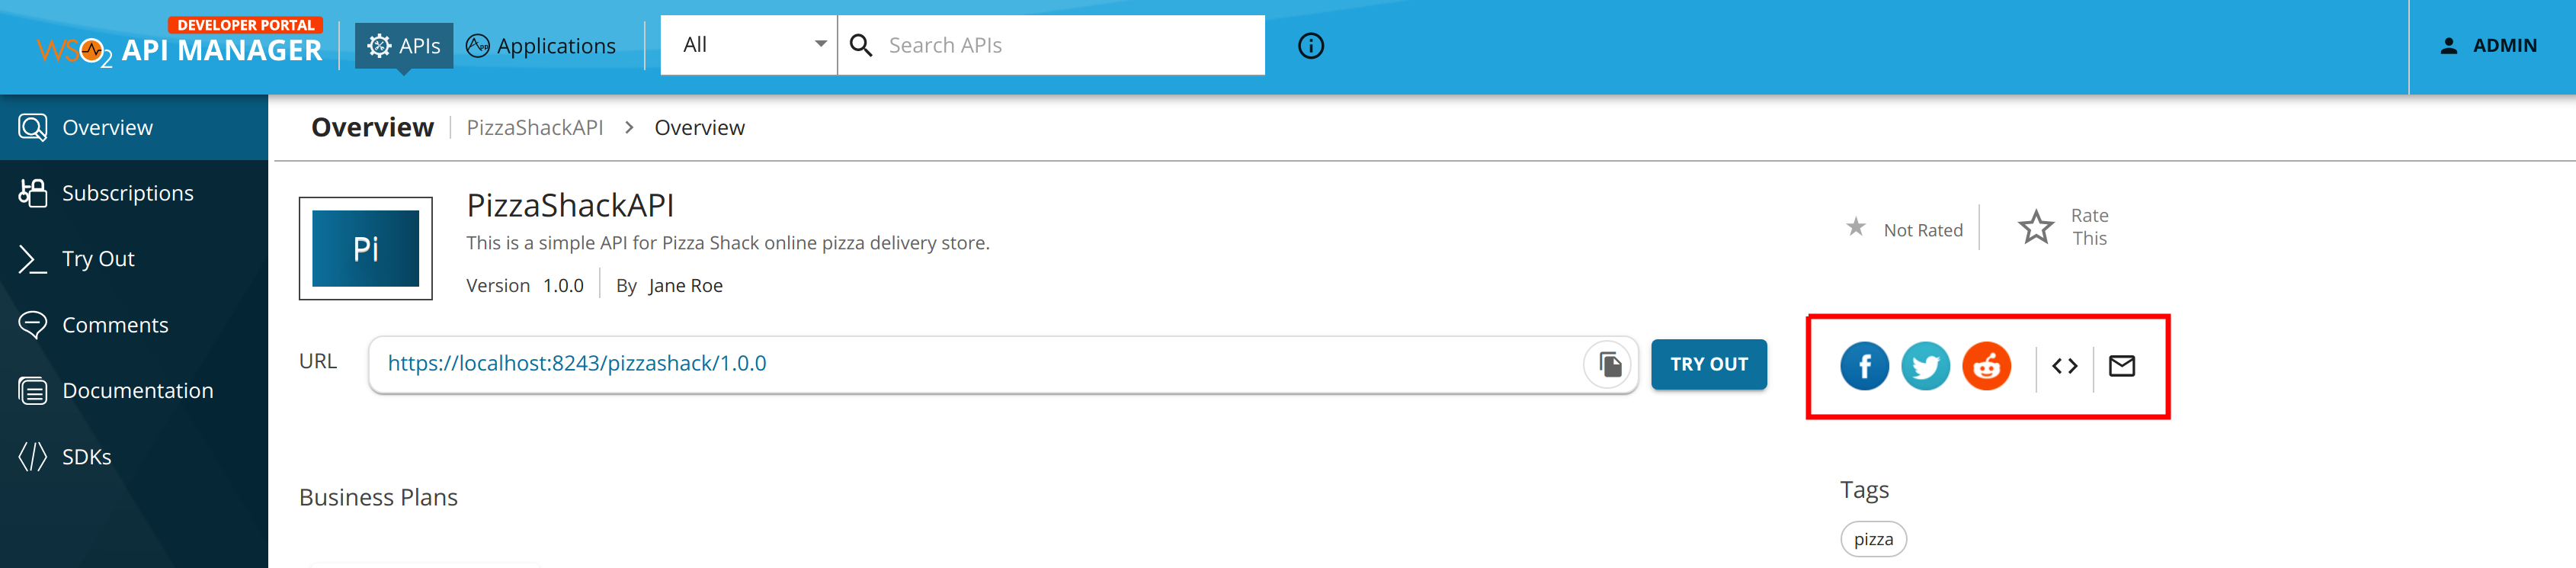 DEVELOPER PORTAL
WSO2 API MANAGER
APIs
Applications
All
Search APIs
ADMIN
Overview
Subscriptions
Try Out
Comments
Documentation
SDKs
Overview
PizzaShackAPI
Overview
Pi
PizzaShackAPI
This is a simple API for Pizza Shack online pizza delivery store.
Version 1.0.0 By Jane Roe
Not Rated
Rate
This
URL
https://localhost:8243/pizzashack/1.0.0
TRY OUT
Business Plans
Tags
pizza